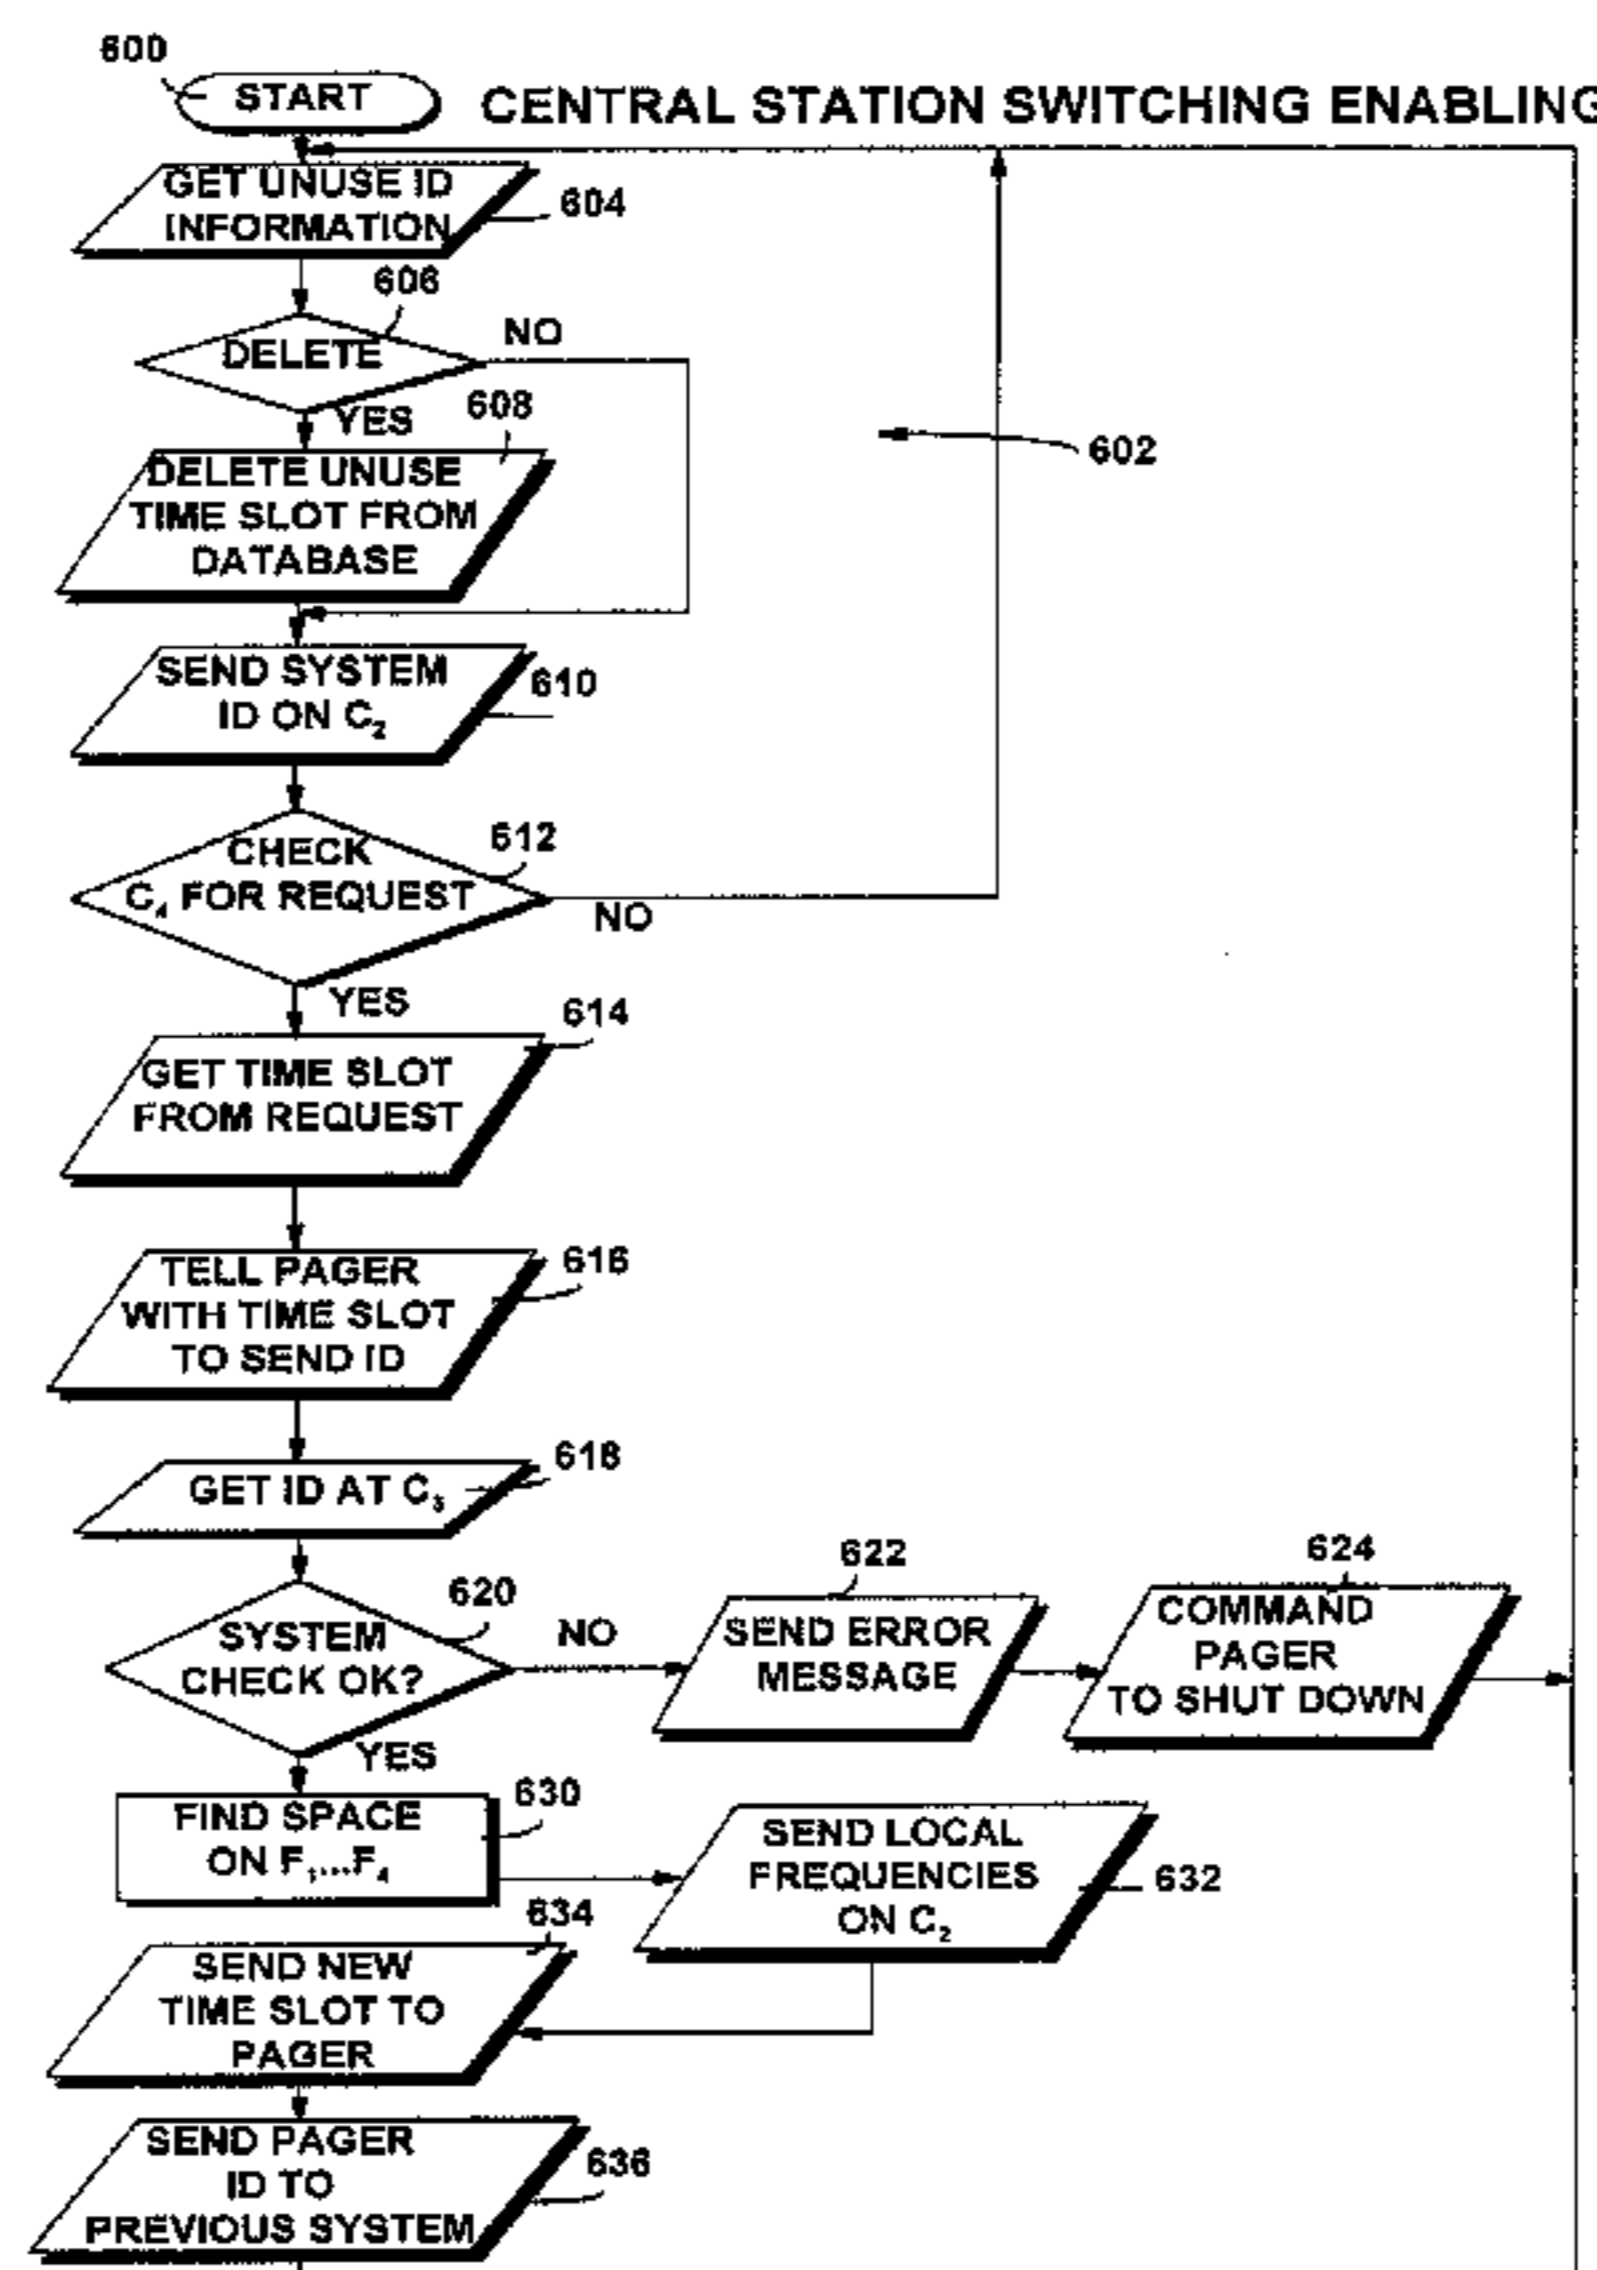 600
START
CENTRAL STATION SWITCHING ENABLING
GET UNUSE ID
INFORMATION
604
606
DELETE
NO
YES
608
DELETE UNUSE
TIME SLOT FROM
DATABASE
602
SEND SYSTEM
ID ON C₂
610
612
CHECK
C₄ FOR REQUEST
NO
YES
614
GET TIME SLOT
FROM REQUEST
616
TELL PAGER
WITH TIME SLOT
TO SEND ID
618
GET ID AT C₃
620
SYSTEM
CHECK OK?
NO
YES
622
SEND ERROR
MESSAGE
624
COMMAND
PAGER
TO SHUT DOWN
630
FIND SPACE
ON F₁,...F₄
SEND LOCAL
FREQUENCIES
ON C₂
632
634
SEND NEW
TIME SLOT TO
PAGER
SEND PAGER
ID TO
PREVIOUS SYSTEM
636